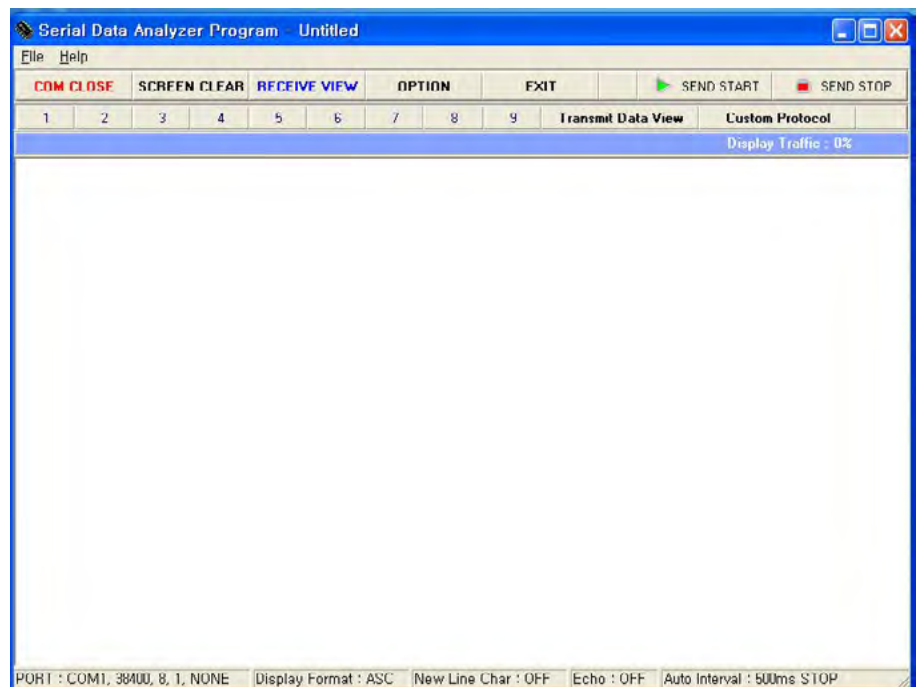 Serial Data Analyzer Program - Untitled
File Help
COM CLOSE SCREEN CLEAR RECEIVE VIEW OPTION EXIT SEND START SEND STOP
1 2 3 4 5 6 7 8 9 Transmit Data View Custom Protocol
Display Traffic : 0%
PORT : COM1, 38400, 8, 1, NONE Display Format : ASC New Line Char : OFF Echo : OFF Auto Interval : 500ms STOP